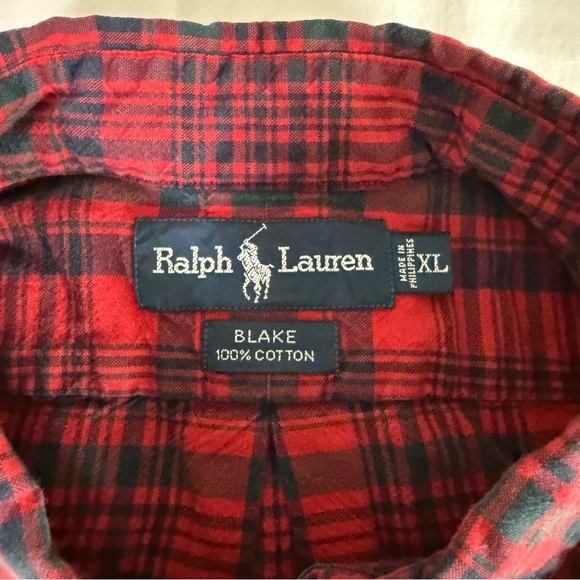 Ralph Lauren
MADE IN
PHILIPPINES
XL
BLAKE
100% COTTON